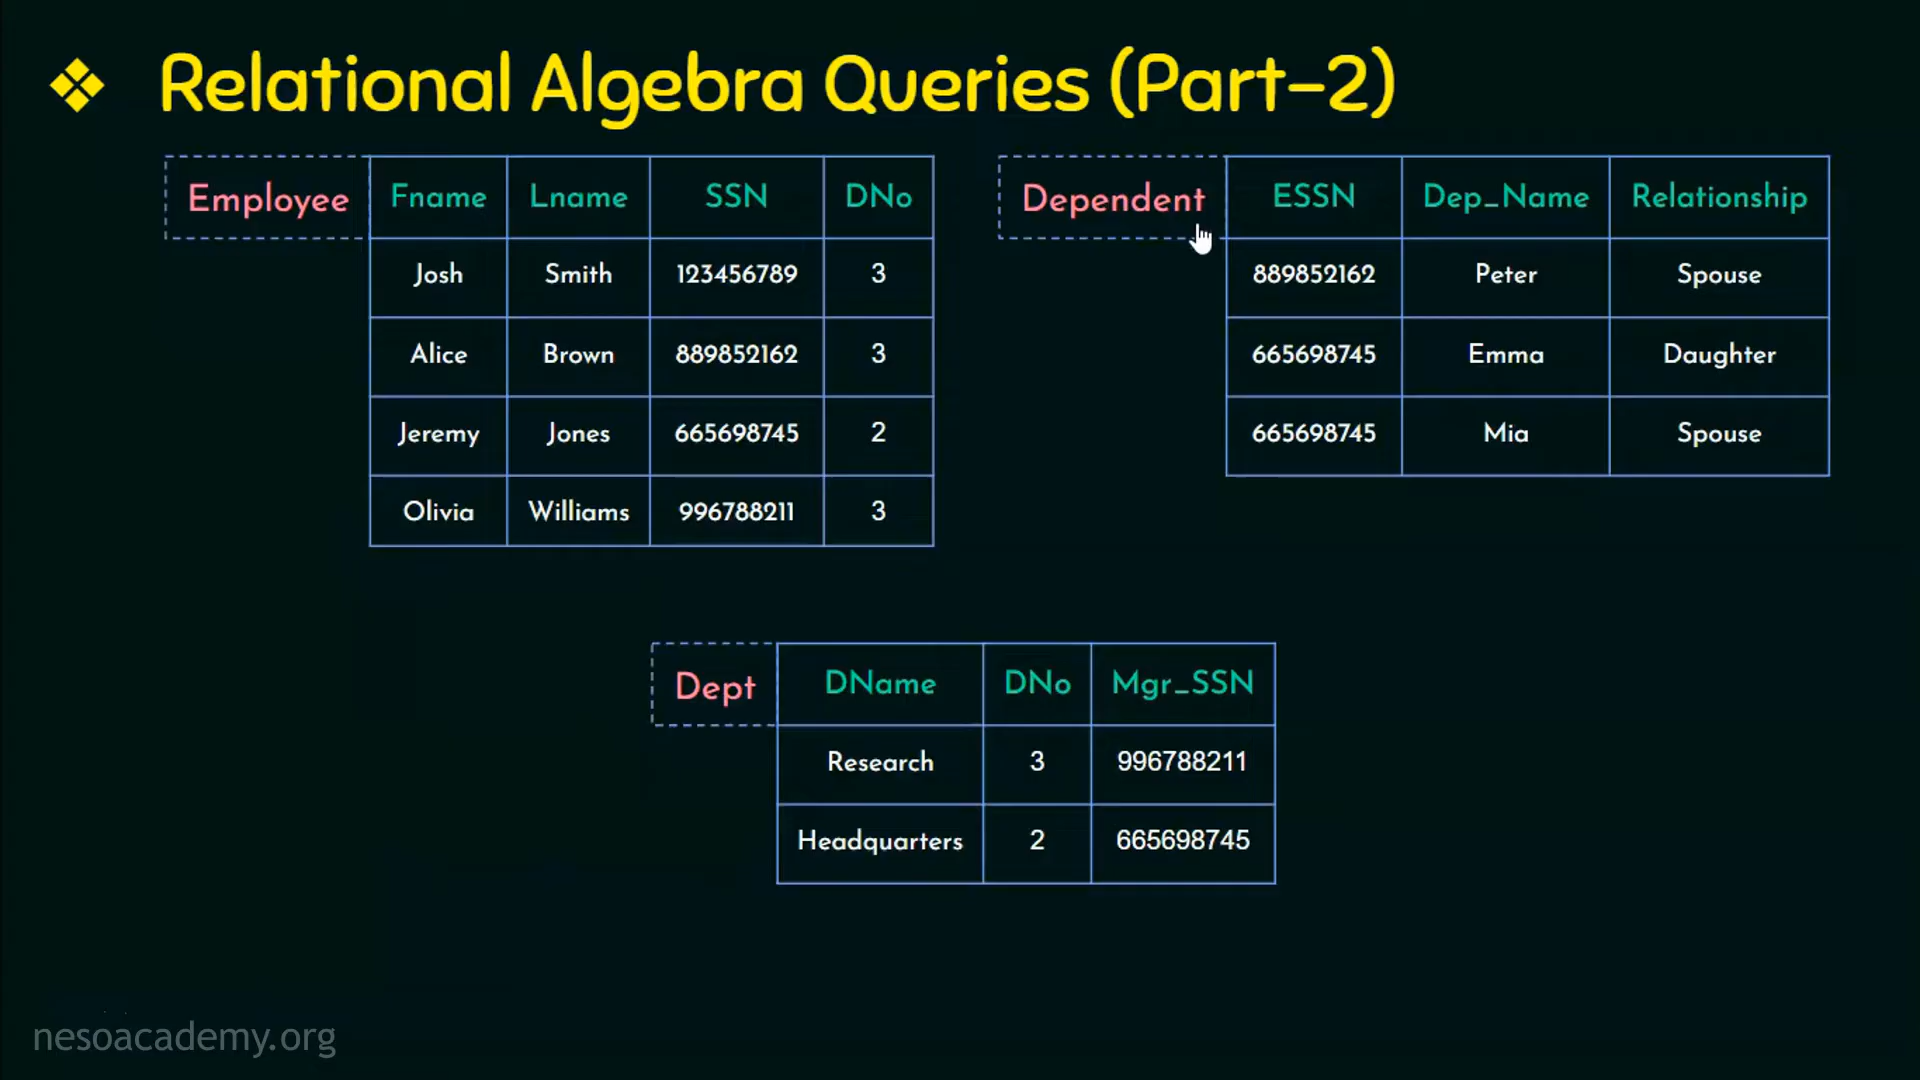 ❖ Relational Algebra Queries (Part-2)
Employee Fname Lname SSN DNo
Josh Smith 123456789 3
Alice Brown 889852162 3
Jeremy Jones 665698745 2
Olivia Williams 996788211 3
Dependent ESSN Dep_Name Relationship
889852162 Peter Spouse
665698745 Emma Daughter
665698745 Mia Spouse
Dept DName DNo Mgr_SSN
Research 3 996788211
Headquarters 2 665698745
nesoacademy.org